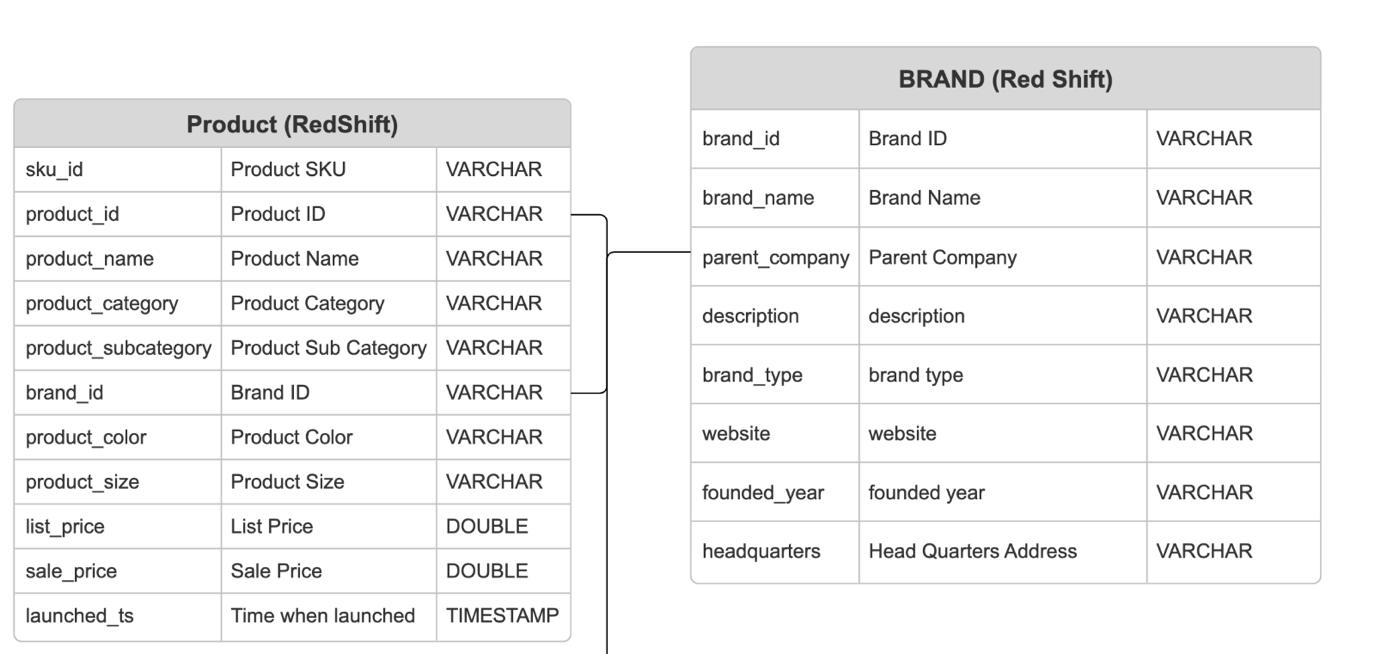 Product (RedShift)
sku_id Product SKU VARCHAR
product_id Product ID VARCHAR
product_name Product Name VARCHAR
product_category Product Category VARCHAR
product_subcategory Product Sub Category VARCHAR
brand_id Brand ID VARCHAR
product_color Product Color VARCHAR
product_size Product Size VARCHAR
list_price List Price DOUBLE
sale_price Sale Price DOUBLE
launched_ts Time when launched TIMESTAMP
BRAND (Red Shift)
brand_id Brand ID VARCHAR
brand_name Brand Name VARCHAR
parent_company Parent Company VARCHAR
description description VARCHAR
brand_type brand type VARCHAR
website website VARCHAR
founded_year founded year VARCHAR
headquarters Head Quarters Address VARCHAR